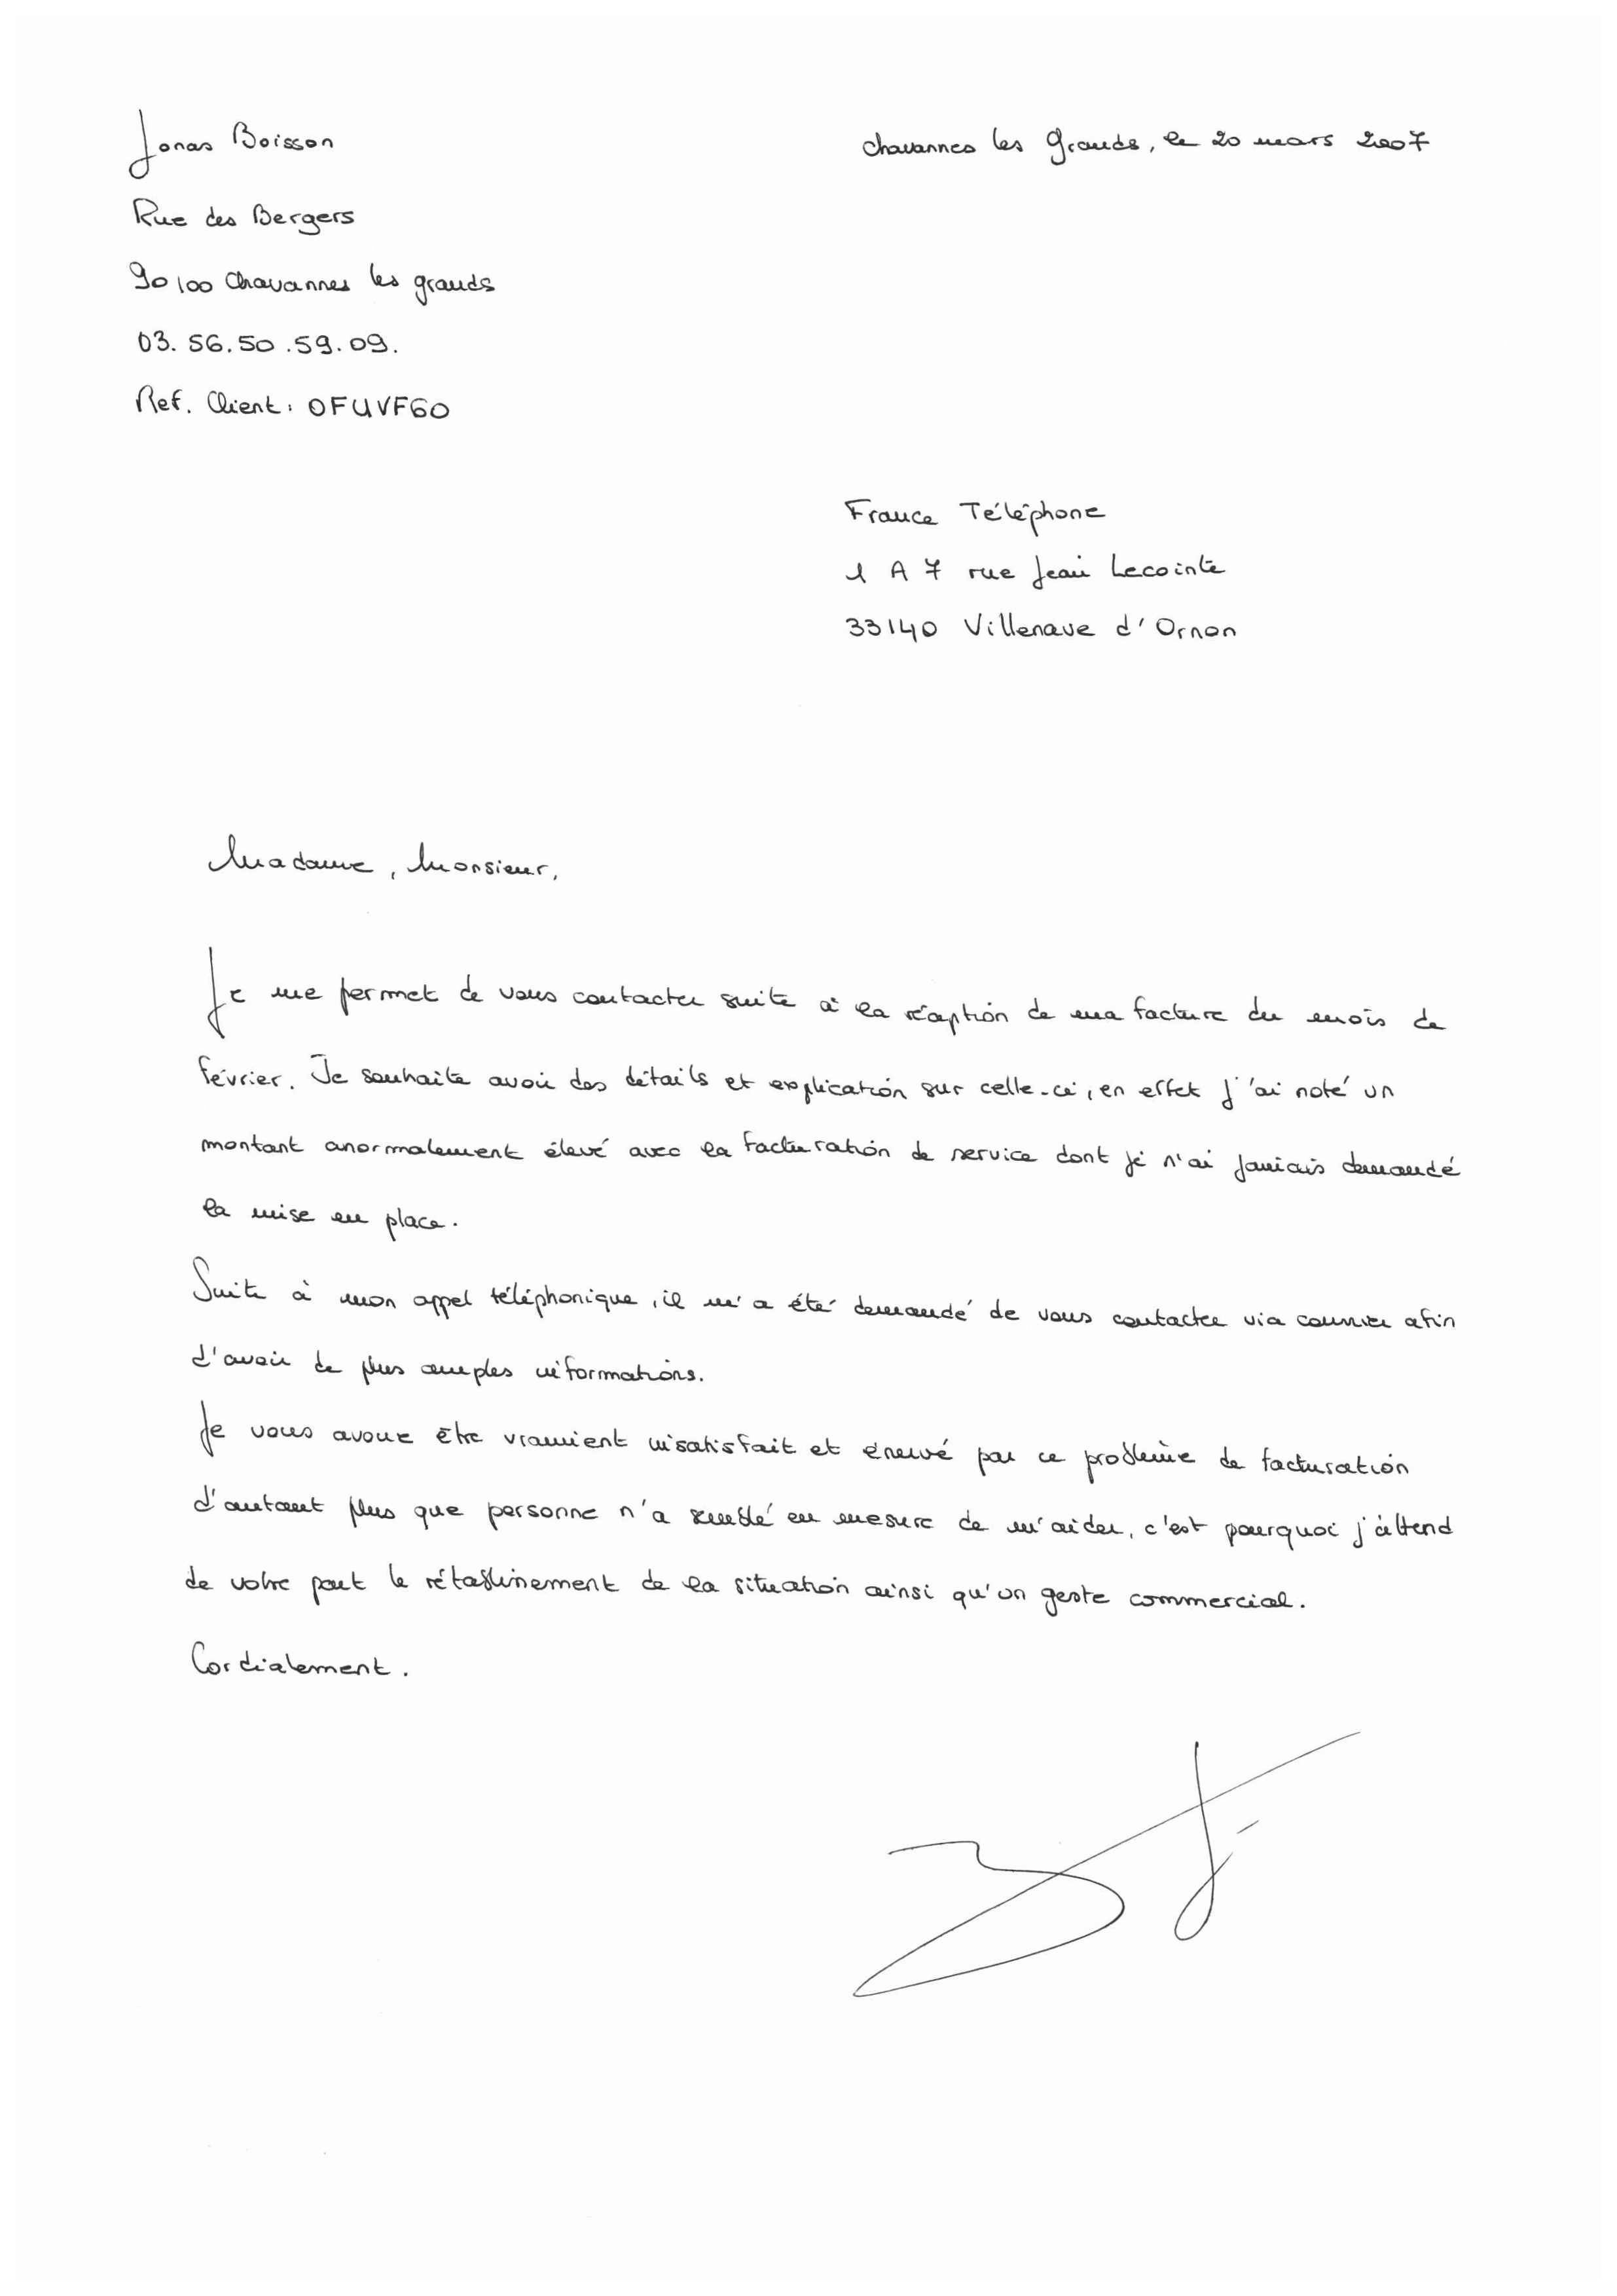 Jonas Boisson
Chavannes les Grands, le 20 mars 2007
Rue des Bergers
90100 Chavannes les grands
03.56.50.59.09.
Ref. Client : OFUVF60
France Téléphone
1 A 7 rue Jean Lecointe
33140 Villenave d'Ornon
Madame, Monsieur,
Je me permet de vous contacter suite à la réception de ma facture du mois de
février. Je souhaite avoir des détails et explication sur celle-ci, en effet j'ai noté un
montant anormalement élevé avec la facturation de service dont je n'ai jamais demandé
la mise en place.
Suite à mon appel téléphonique, il m'a été demandé de vous contacter via courrier afin
d'avoir de plus amples informations.
Je vous avoue être vraiment insatisfait et énervé par ce problème de facturation
d'autant plus que personne n'a semblé en mesure de m'aider, c'est pourquoi j'attend
de votre part le rétablissement de la situation ainsi qu'un geste commercial.
Cordialement.